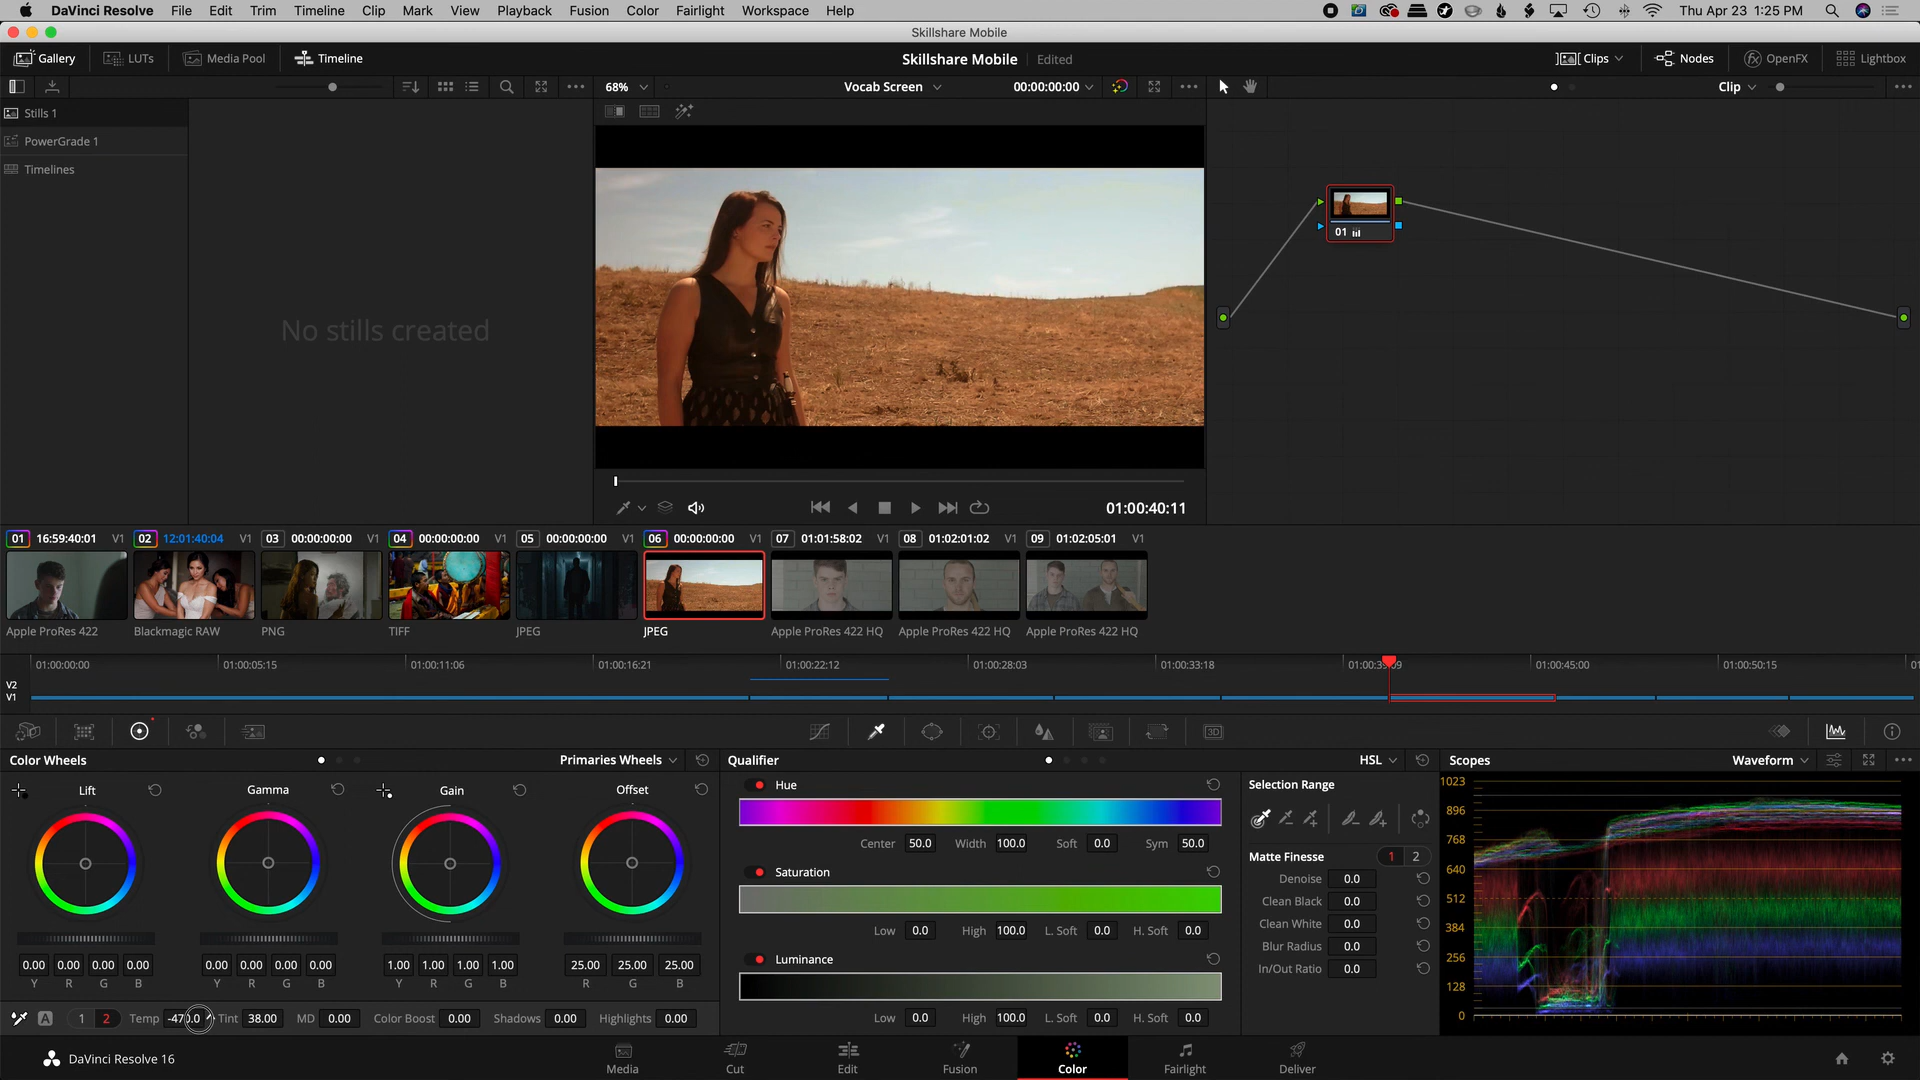 DaVinci Resolve File Edit Trim Timeline Clip Mark View Playback Fusion Color Fairlight Workspace Help Thu Apr 23 1:25 PM
Skillshare Mobile
Gallery LUTs Media Pool Timeline Skillshare Mobile Edited Clips Nodes OpenFX Lightbox
68% Vocab Screen 00:00:00:00 Clip
Stills 1
PowerGrade 1
Timelines
No stills created
01
01:00:40:11
01 16:59:40:01 V1 02 12:01:40:04 V1 03 00:00:00:00 V1 04 00:00:00:00 V1 05 00:00:00:00 V1 06 00:00:00:00 V1 07 01:01:58:02 V1 08 01:02:01:02 V1 09 01:02:05:01 V1
Apple ProRes 422 Blackmagic RAW PNG TIFF JPEG JPEG Apple ProRes 422 HQ Apple ProRes 422 HQ Apple ProRes 422 HQ
01:00:00:00 01:00:05:15 01:00:11:06 01:00:16:21 01:00:22:12 01:00:28:03 01:00:33:18 01:00:39:09 01:00:45:00 01:00:50:15
V2
V1
3D
Color Wheels Primaries Wheels Qualifier HSL Scopes Waveform
Lift Gamma Gain Offset
0.00 0.00 0.00 0.00 0.00 0.00 0.00 0.00 1.00 1.00 1.00 1.00 25.00 25.00 25.00
Y R G B Y R G B Y R G B R G B
A 1 2 Temp Tint 38.00 MD 0.00 Color Boost 0.00 Shadows 0.00 Highlights 0.00
Hue
Center 50.0 Width 100.0 Soft 0.0 Sym 50.0
Saturation
Low 0.0 High 100.0 L. Soft 0.0 H. Soft 0.0
Luminance
Low 0.0 High 100.0 L. Soft 0.0 H. Soft 0.0
Selection Range
Matte Finesse 1 2
Denoise 0.0
Clean Black 0.0
Clean White 0.0
Blur Radius 0.0
In/Out Ratio 0.0
1023
896
768
640
512
384
256
128
0
DaVinci Resolve 16 Media Cut Edit Fusion Color Fairlight Deliver